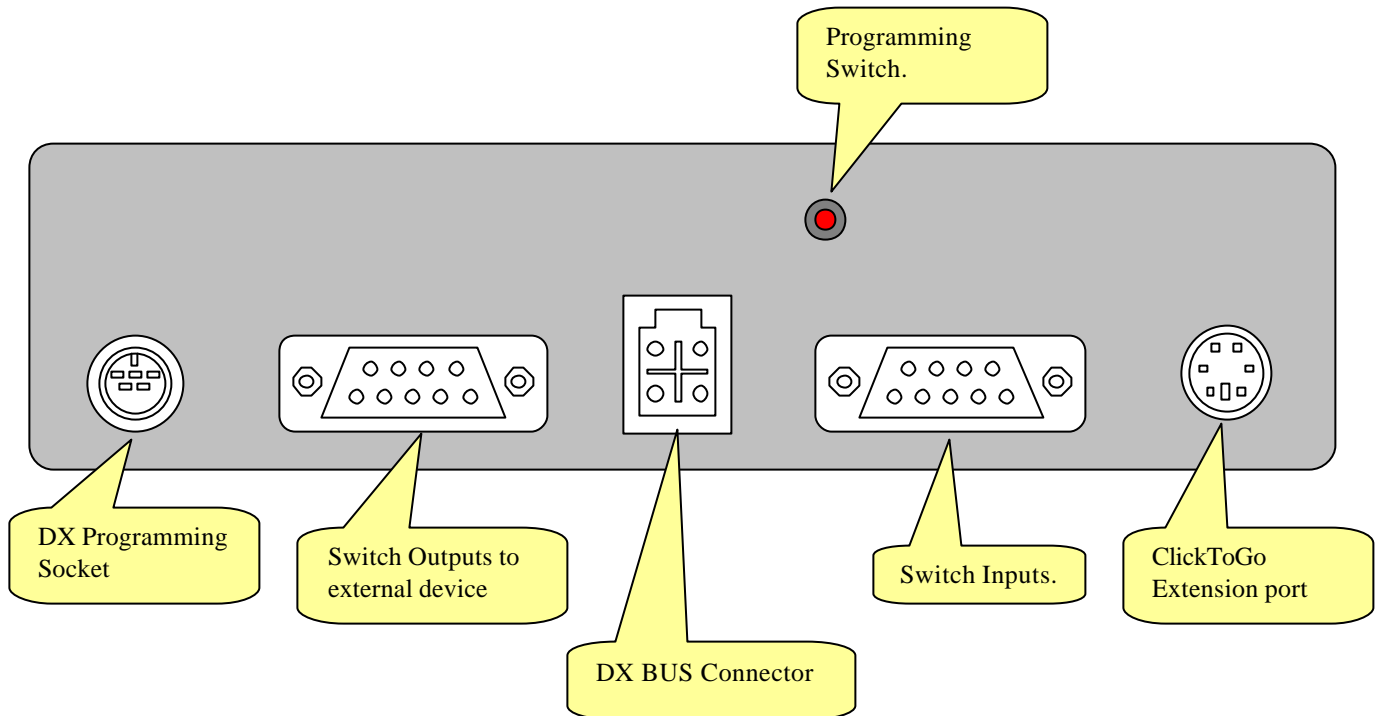 Programming
Switch.
DX Programming
Socket
Switch Outputs to
external device
DX BUS Connector
Switch Inputs.
ClickToGo
Extension port